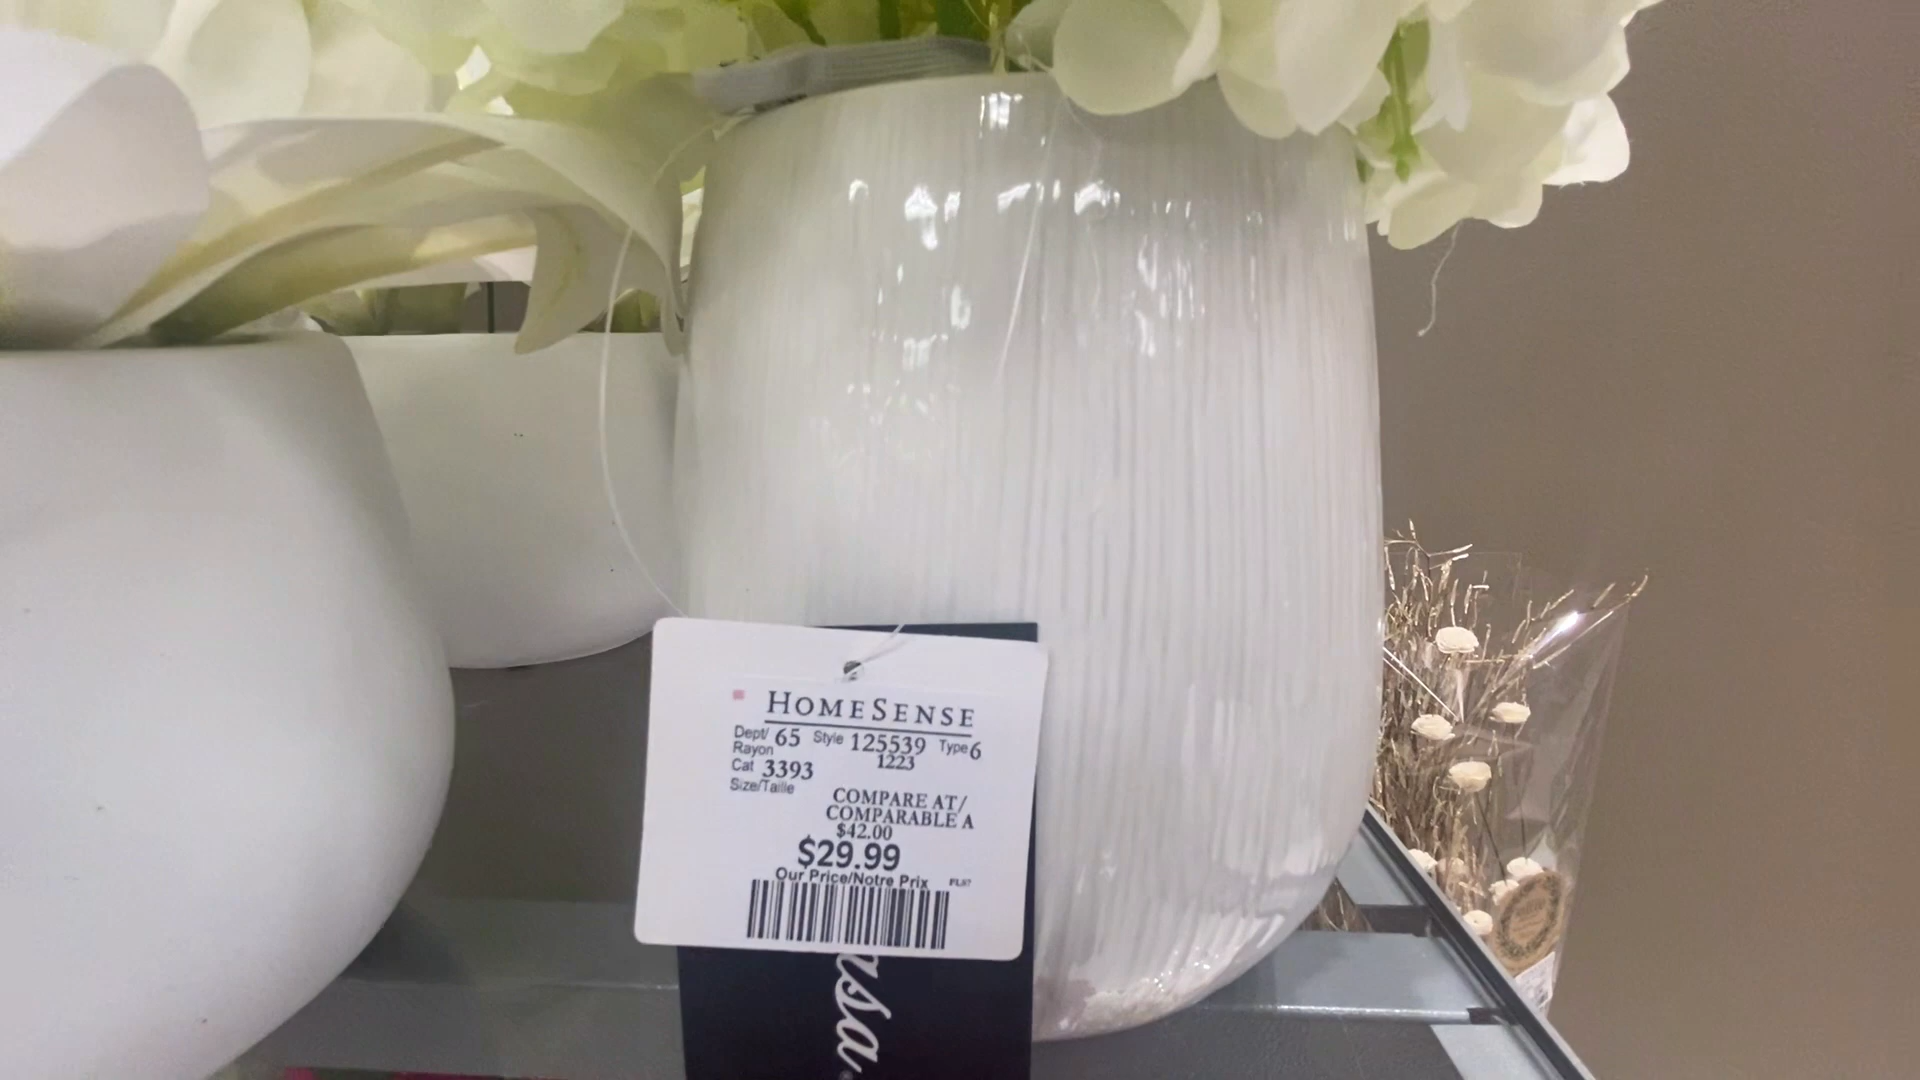 HOMESENSE
Dept/ Rayon 65 Style 125539 Type 6
1223
Cat 3393
Size/Taille
COMPARE AT/
COMPARABLE A
$42.00
$29.99
Our Price/Notre Prix
usa